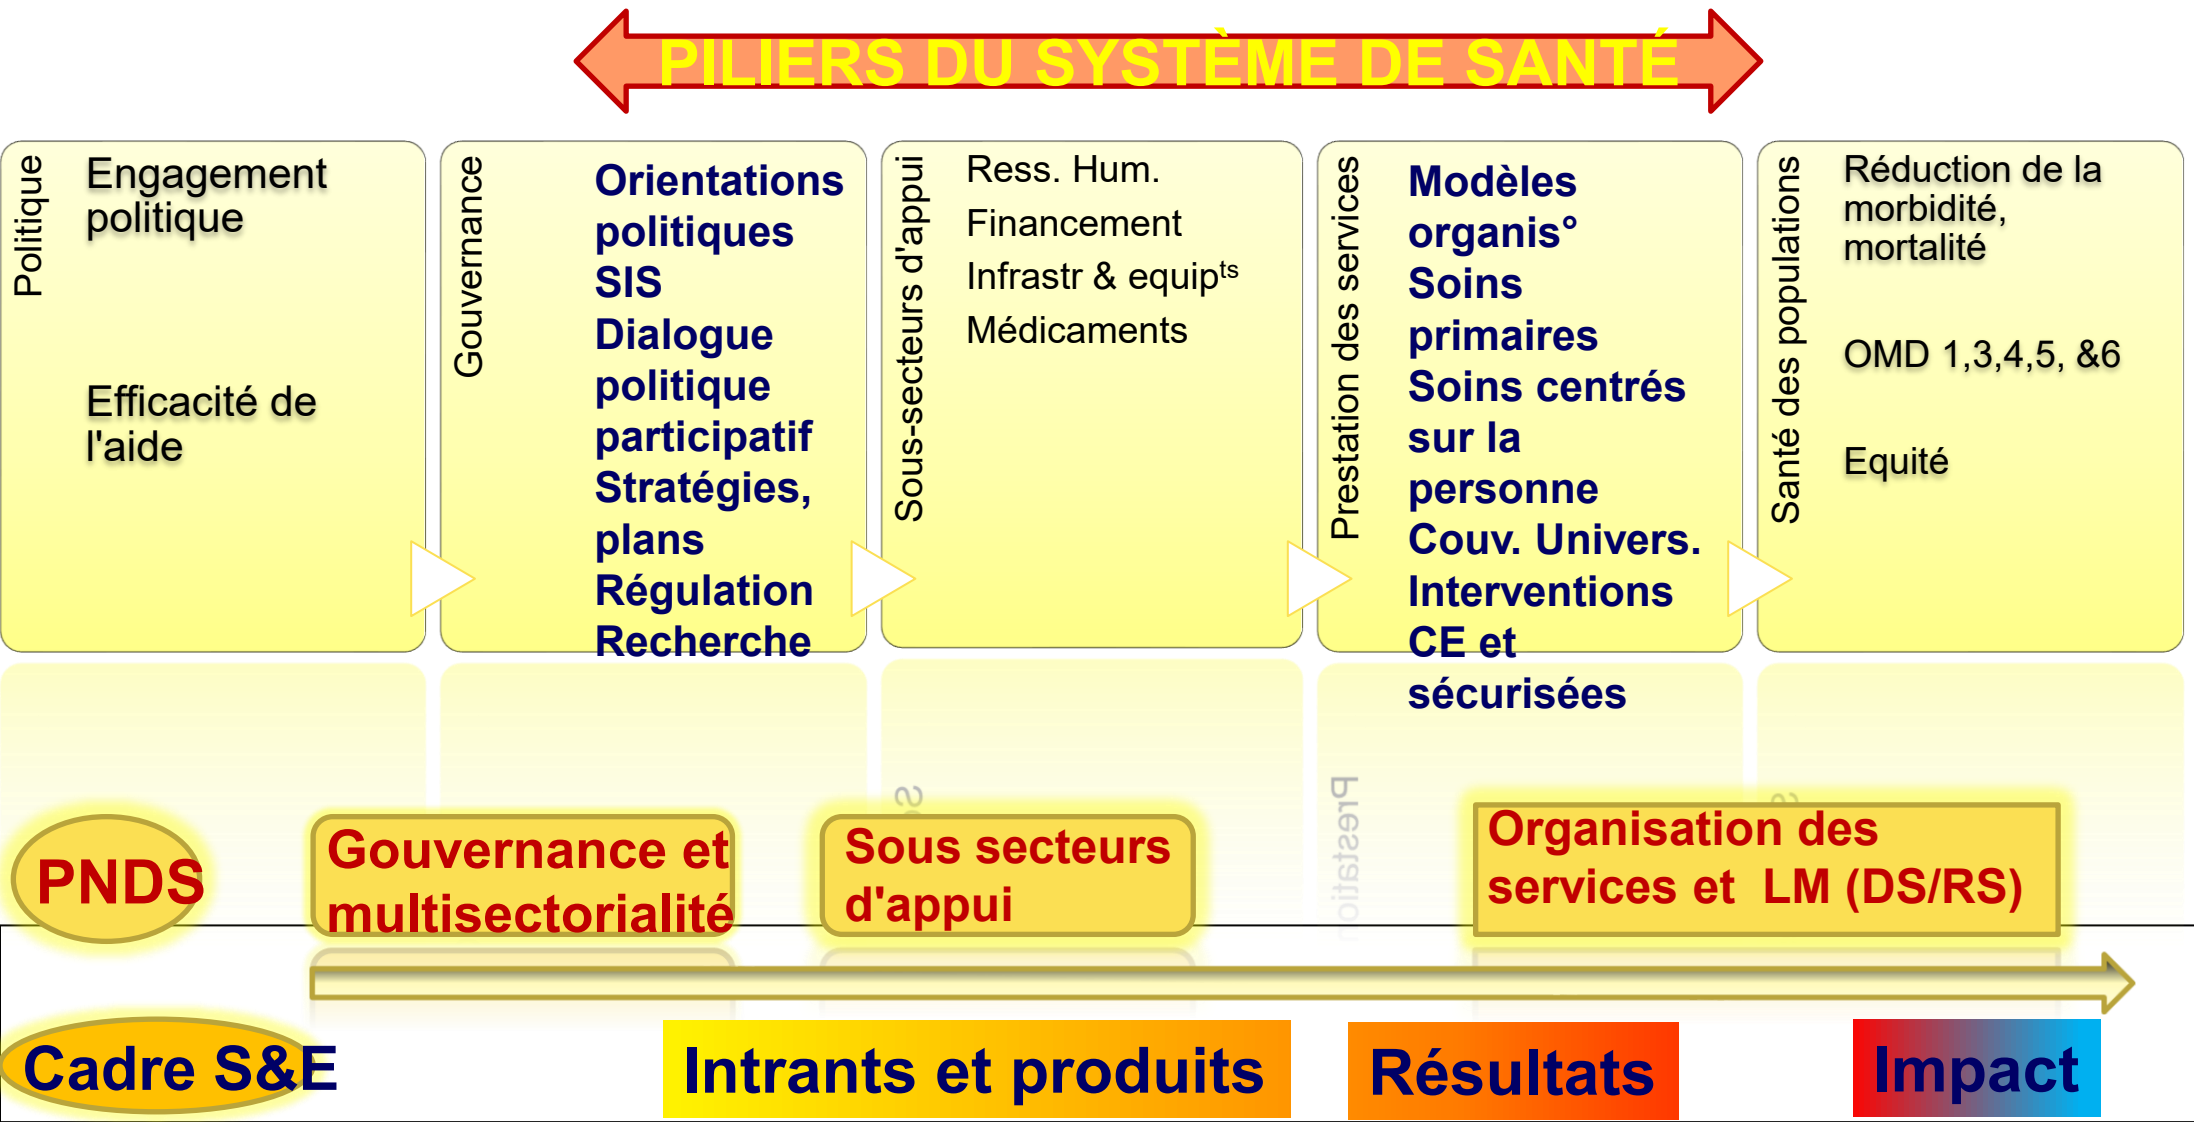 PILIERS DU SYSTÈME DE SANTÉ
Politique
Engagement
politique
Efficacité de
l'aide
Gouvernance
Orientations
politiques
SIS
Dialogue
politique
participatif
Stratégies,
plans
Régulation
Recherche
Sous-secteurs d'appui
Ress. Hum.
Financement
Infrastr & equipts
Médicaments
Prestation des services
Modèles
organis°
Soins
primaires
Soins centrés
sur la
personne
Couv. Univers.
Interventions
CE et
sécurisées
Santé des populations
Réduction de la
morbidité,
mortalité
OMD 1,3,4,5, &6
Equité
PNDS
Gouvernance et
multisectorialité
Sous secteurs
d'appui
Organisation des
services et LM (DS/RS)
Cadre S&E
Intrants et produits
Résultats
Impact